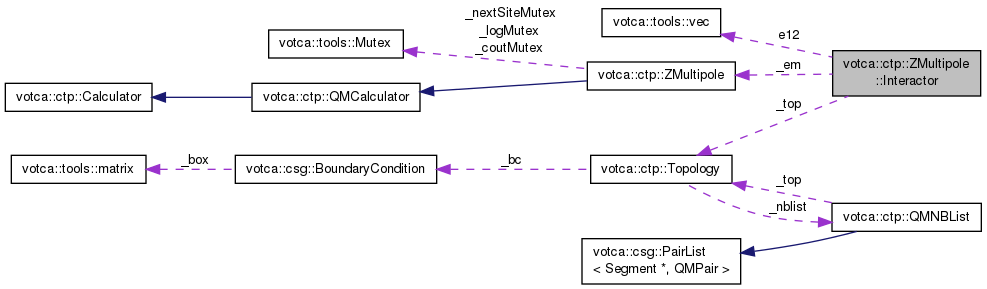 _nextSiteMutex
_logMutex
_coutMutex
votca::tools::Mutex
votca::tools::vec
e12
votca::ctp::ZMultipole
::Interactor
votca::ctp::ZMultipole
_em
votca::ctp::Calculator
votca::ctp::QMCalculator
_top
votca::tools::matrix
_box
votca::csg::BoundaryCondition
_bc
votca::ctp::Topology
_top
_nblist
votca::ctp::QMNBList
votca::csg::PairList
< Segment *, QMPair >